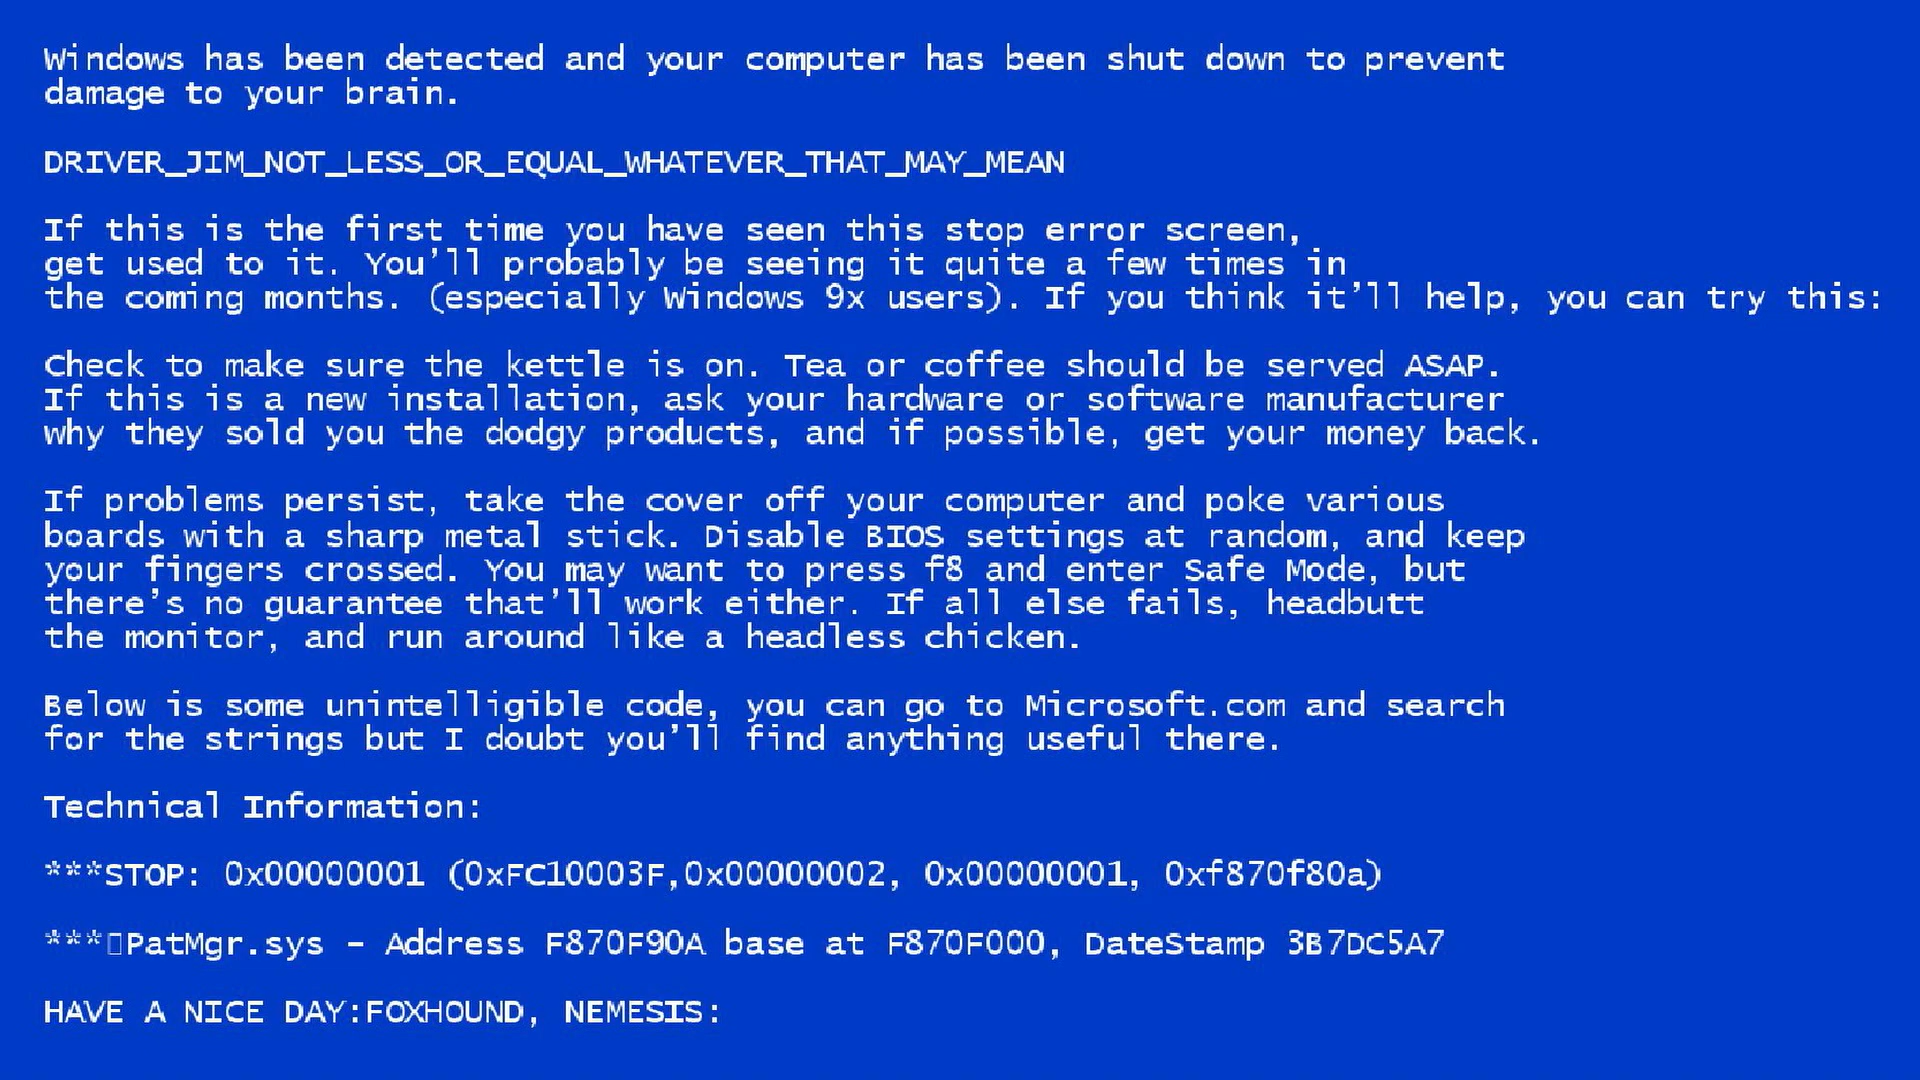 Windows has been detected and your computer has been shut down to prevent
damage to your brain.
DRIVER_JIM_NOT_LESS_OR_EQUAL_WHATEVER_THAT_MAY_MEAN
If this is the first time you have seen this stop error screen,
get used to it. You'll probably be seeing it quite a few times in
the coming months. (especially Windows 9x users). If you think it'll help, you can try this:
Check to make sure the kettle is on. Tea or coffee should be served ASAP.
If this is a new installation, ask your hardware or software manufacturer
why they sold you the dodgy products, and if possible, get your money back.
If problems persist, take the cover off your computer and poke various
boards with a sharp metal stick. Disable BIOS settings at random, and keep
your fingers crossed. You may want to press f8 and enter Safe Mode, but
there's no guarantee that'll work either. If all else fails, headbutt
the monitor, and run around like a headless chicken.
Below is some unintelligible code, you can go to Microsoft.com and search
for the strings but I doubt you'll find anything useful there.
Technical Information:
***STOP: 0x00000001 (0xFC10003F,0x00000002, 0x00000001, 0xf870f80a)
***▯PatMgr.sys – Address F870F90A base at F870F000, DateStamp 3B7DC5A7
HAVE A NICE DAY:FOXHOUND, NEMESIS: